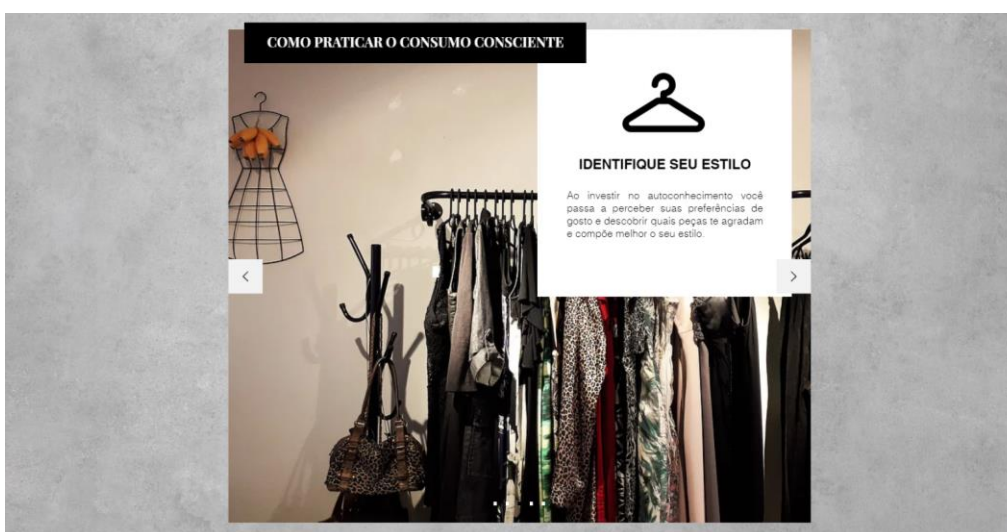 COMO PRATICAR O CONSUMO CONSCIENTE
IDENTIFIQUE SEU ESTILO
Ao investir no autoconhecimento você
passa a perceber suas preferências de
gosto e descobrir quais peças te agradam
e compõe melhor o seu estilo.